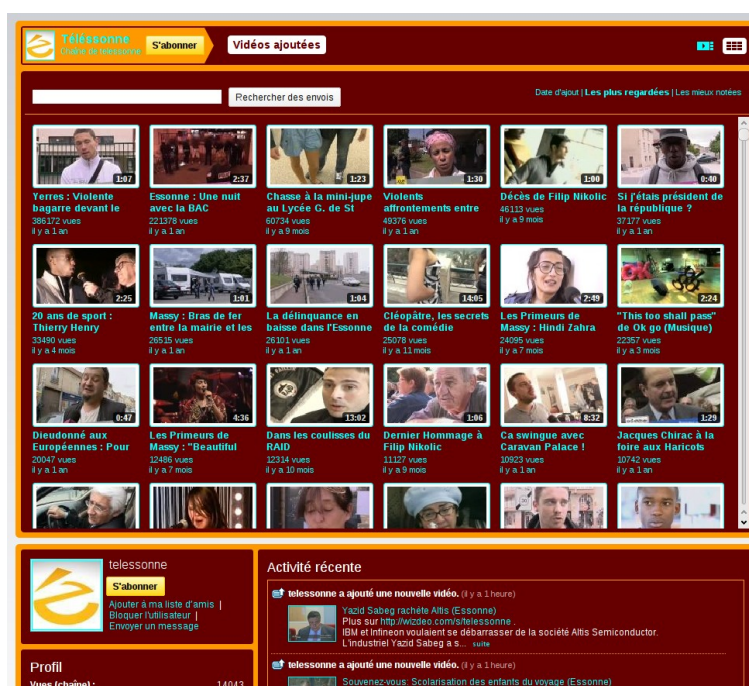 Téléssonne
Chaîne de telessonne
S'abonner
Vidéos ajoutées
Rechercher des envois
Date d'ajout | Les plus regardées | Les mieux notées
1:07
2:37
1:23
1:30
1:00
0:40
Yerres : Violente bagarre devant le
386172 vues
il y a 1 an
Essonne : Une nuit avec la BAC
221378 vues
il y a 1 an
Chasse à la mini-jupe au Lycée G. de St
60734 vues
il y a 9 mois
Violents affrontements entre
49376 vues
il y a 1 an
Décès de Filip Nikolic
46113 vues
il y a 9 mois
Si j'étais président de la république ?
37177 vues
il y a 1 an
2:25
1:01
1:04
14:05
2:49
2:24
20 ans de sport : Thierry Henry
33490 vues
il y a 4 mois
Massy : Bras de fer entre la mairie et les
26515 vues
il y a 1 an
La délinquance en baisse dans l'Essonne
26101 vues
il y a 1 an
Cléopâtre, les secrets de la comédie
25078 vues
il y a 11 mois
Les Primeurs de Massy : Hindi Zahra
24095 vues
il y a 7 mois
"This too shall pass" de Ok go (Musique)
22357 vues
il y a 3 mois
0:47
4:36
13:02
1:06
8:32
1:29
Dieudonné aux Européennes : Pour
20047 vues
il y a 1 an
Les Primeurs de Massy : "Beautiful
12486 vues
il y a 7 mois
Dans les coulisses du RAID
12314 vues
il y a 10 mois
Dernier Hommage à Filip Nikolic
11127 vues
il y a 9 mois
Ca swingue avec Caravan Palace !
10923 vues
il y a 1 an
Jacques Chirac à la foire aux Haricots
10742 vues
il y a 1 an
telessonne
S'abonner
Ajouter à ma liste d'amis |
Bloquer l'utilisateur |
Envoyer un message
Profil
Vues (chaîne) : 14043
Activité récente
telessonne a ajouté une nouvelle vidéo. (il y a 1 heure)
Yazid Sabeg rachète Altis (Essonne)
Plus sur http://wizdeo.com/s/telessonne .
IBM et Infineon voulaient se débarrasser de la société Altis Semiconductor.
L'industriel Yazid Sabeg a s... suite
telessonne a ajouté une nouvelle vidéo. (il y a 1 heure)
Souvenez-vous: Scolarisation des enfants du voyage (Essonne)